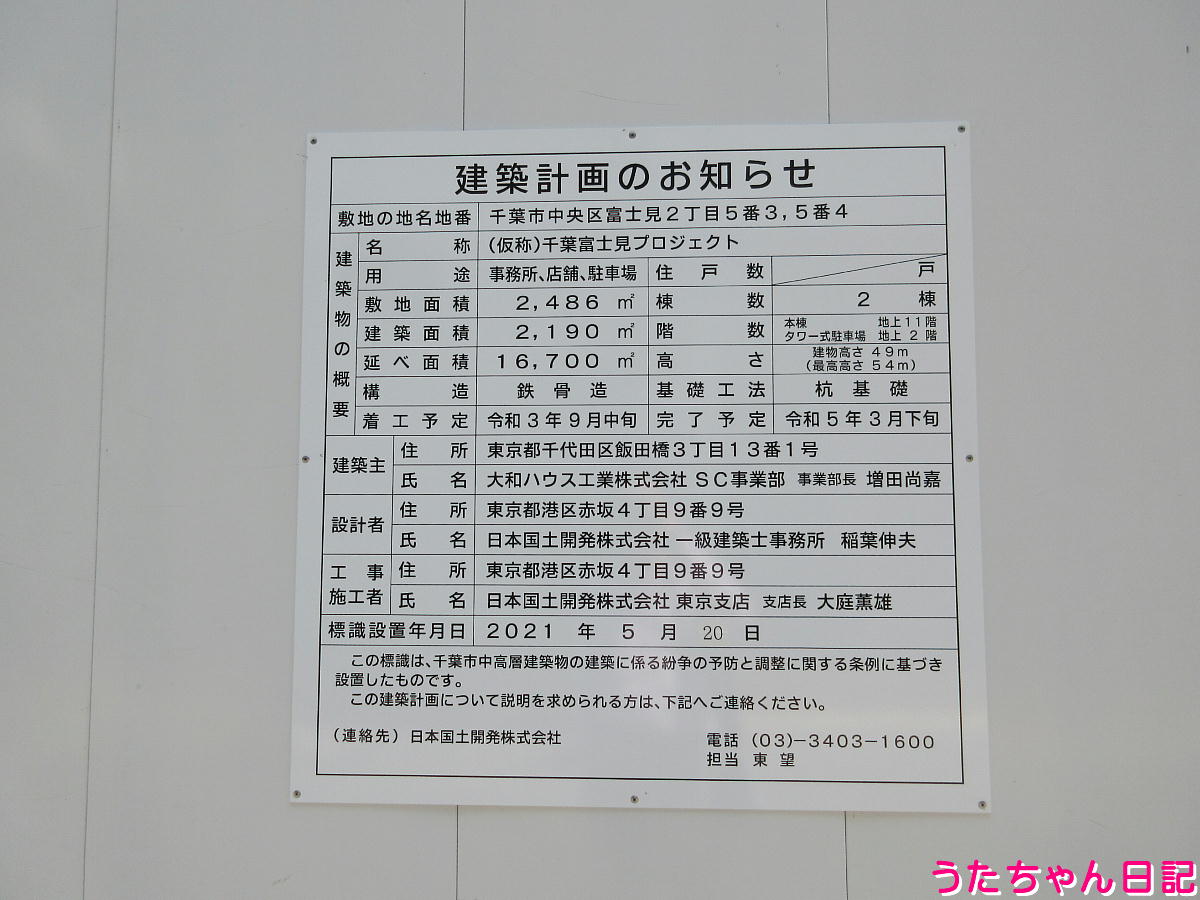 建築計画のお知らせ
敷地の地名地番 千葉市中央区富士見2丁目5番3,5番4
建築物の概要
名称 (仮称)千葉富士見プロジェクト
用途 事務所、店舗、駐車場 住戸数 戸
敷地面積 2,486 ㎡ 棟数 2 棟
建築面積 2,190 ㎡ 階数 本棟 地上11階
タワー式駐車場 地上 2 階
延べ面積 16,700 ㎡ 高さ 建物高さ 49m
(最高高さ 54m)
構造 鉄骨造 基礎工法 杭基礎
着工予定 令和3年9月中旬 完了予定 令和5年3月下旬
建築主 住所 東京都千代田区飯田橋3丁目13番1号
氏名 大和ハウス工業株式会社 SC事業部 事業部長 増田尚嘉
設計者 住所 東京都港区赤坂4丁目9番9号
氏名 日本国土開発株式会社 一級建築士事務所 稲葉伸夫
工事施工者 住所 東京都港区赤坂4丁目9番9号
氏名 日本国土開発株式会社 東京支店 支店長 大庭薫雄
標識設置年月日 2021 年 5 月 20 日
この標識は、千葉市中高層建築物の建築に係る紛争の予防と調整に関する条例に基づき
設置したものです。
この建築計画について説明を求められる方は、下記へご連絡ください。
(連絡先) 日本国土開発株式会社 電話 (03)-3403-1600
担当 東 望
うたちゃん日記